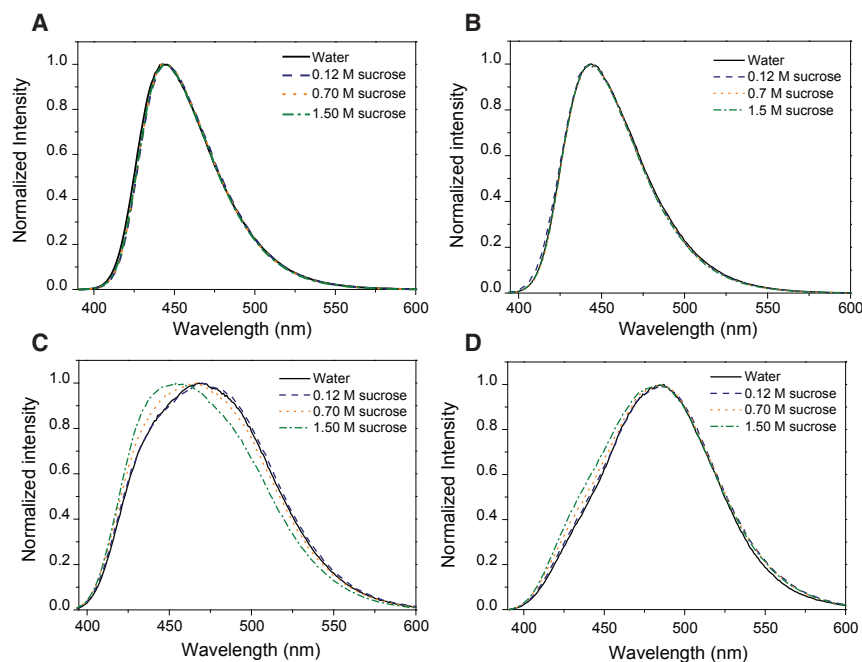 A
Water
0.12 M sucrose
0.70 M sucrose
1.50 M sucrose
Normalized Intensity
1.0
0.8
0.6
0.4
0.2
0.0
400 450 500 550 600
Wavelength (nm)
B
Water
0.12 M sucrose
0.7 M sucrose
1.5 M sucrose
Normalized intensity
1.0
0.8
0.6
0.4
0.2
0.0
400 450 500 550 600
Wavelength (nm)
C
Water
0.12 M sucrose
0.70 M sucrose
1.50 M sucrose
Normalized intensity
1.0
0.8
0.6
0.4
0.2
0.0
400 450 500 550 600
Wavelength (nm)
D
Water
0.12 M sucrose
0.70 M sucrose
1.50 M sucrose
Normalized Intensity
1.0
0.8
0.6
0.4
0.2
0.0
400 450 500 550 600
Wavelength (nm)